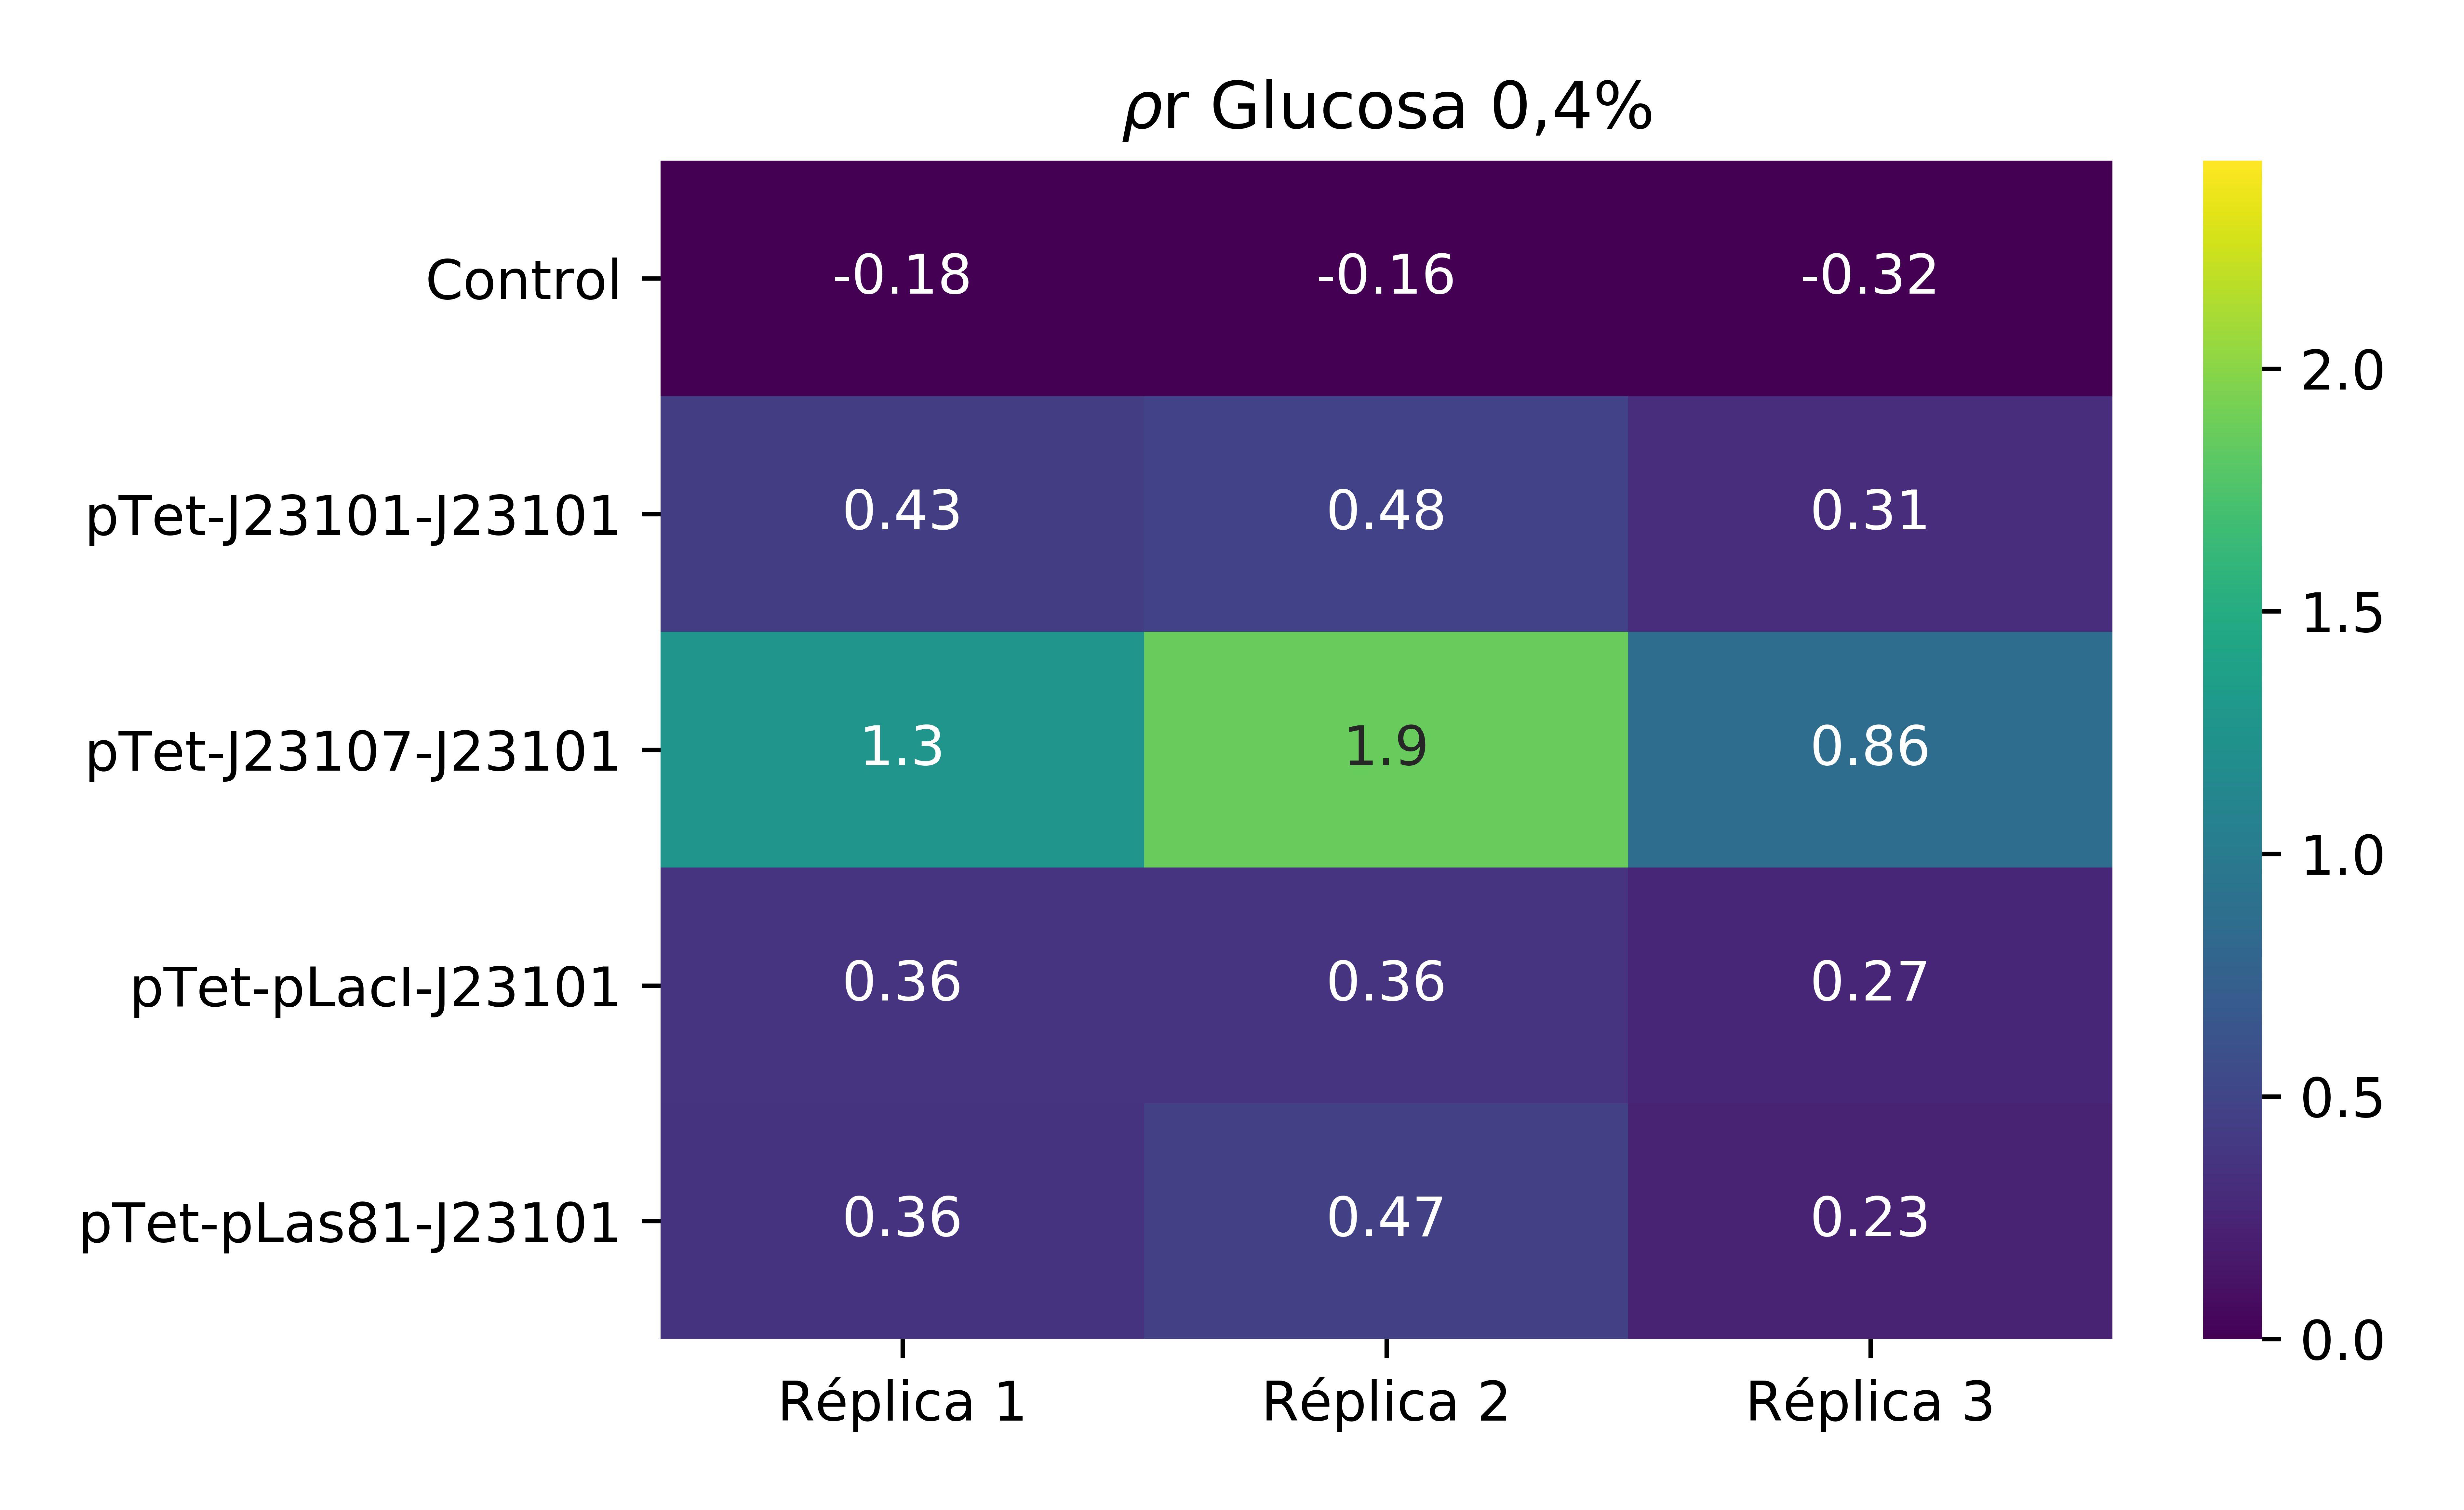 ρr Glucosa 0,4%
Control
-0.18
-0.16
-0.32
pTet-J23101-J23101
0.43
0.48
0.31
pTet-J23107-J23101
1.3
1.9
0.86
pTet-pLacI-J23101
0.36
0.36
0.27
pTet-pLas81-J23101
0.36
0.47
0.23
Réplica 1
Réplica 2
Réplica 3
2.0
1.5
1.0
0.5
0.0